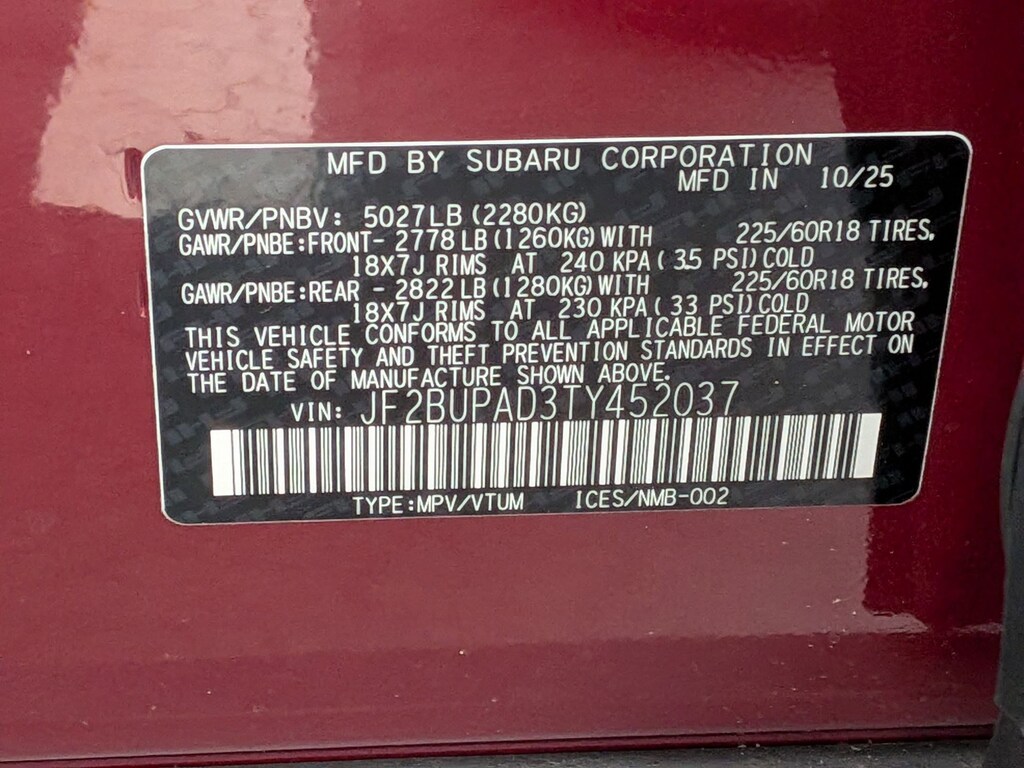 MFD BY SUBARU CORPORATION
MFD IN 10/25
GVWR/PNBV: 5027LB (2280KG)
GAWR/PNBE:FRONT- 2778 LB (1260KG) WITH 225/60R18 TIRES,
18X7J RIMS AT 240 KPA ( 35 PSI) COLD
GAWR/PNBE:REAR - 2822 LB (1280KG) WITH 225/60R18 TIRES,
18X7J RIMS AT 230 KPA ( 33 PSI) COLD
THIS VEHICLE CONFORMS TO ALL APPLICABLE FEDERAL MOTOR
VEHICLE SAFETY AND THEFT PREVENTION STANDARDS IN EFFECT ON
THE DATE OF MANUFACTURE SHOWN ABOVE.
VIN: JF2BUPAD3TY452037
TYPE:MPV/VTUM ICES/NMB-002